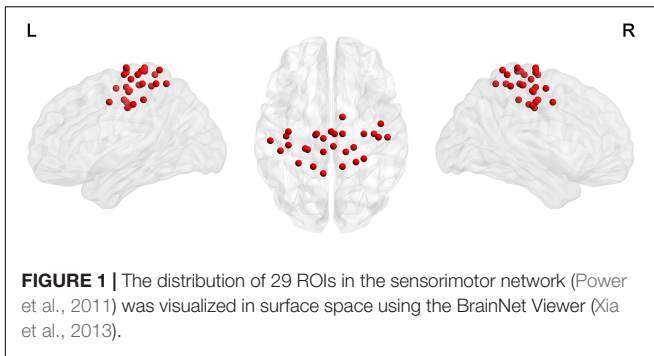 L
R
FIGURE 1 | The distribution of 29 ROIs in the sensorimotor network (Power
et al., 2011) was visualized in surface space using the BrainNet Viewer (Xia
et al., 2013).